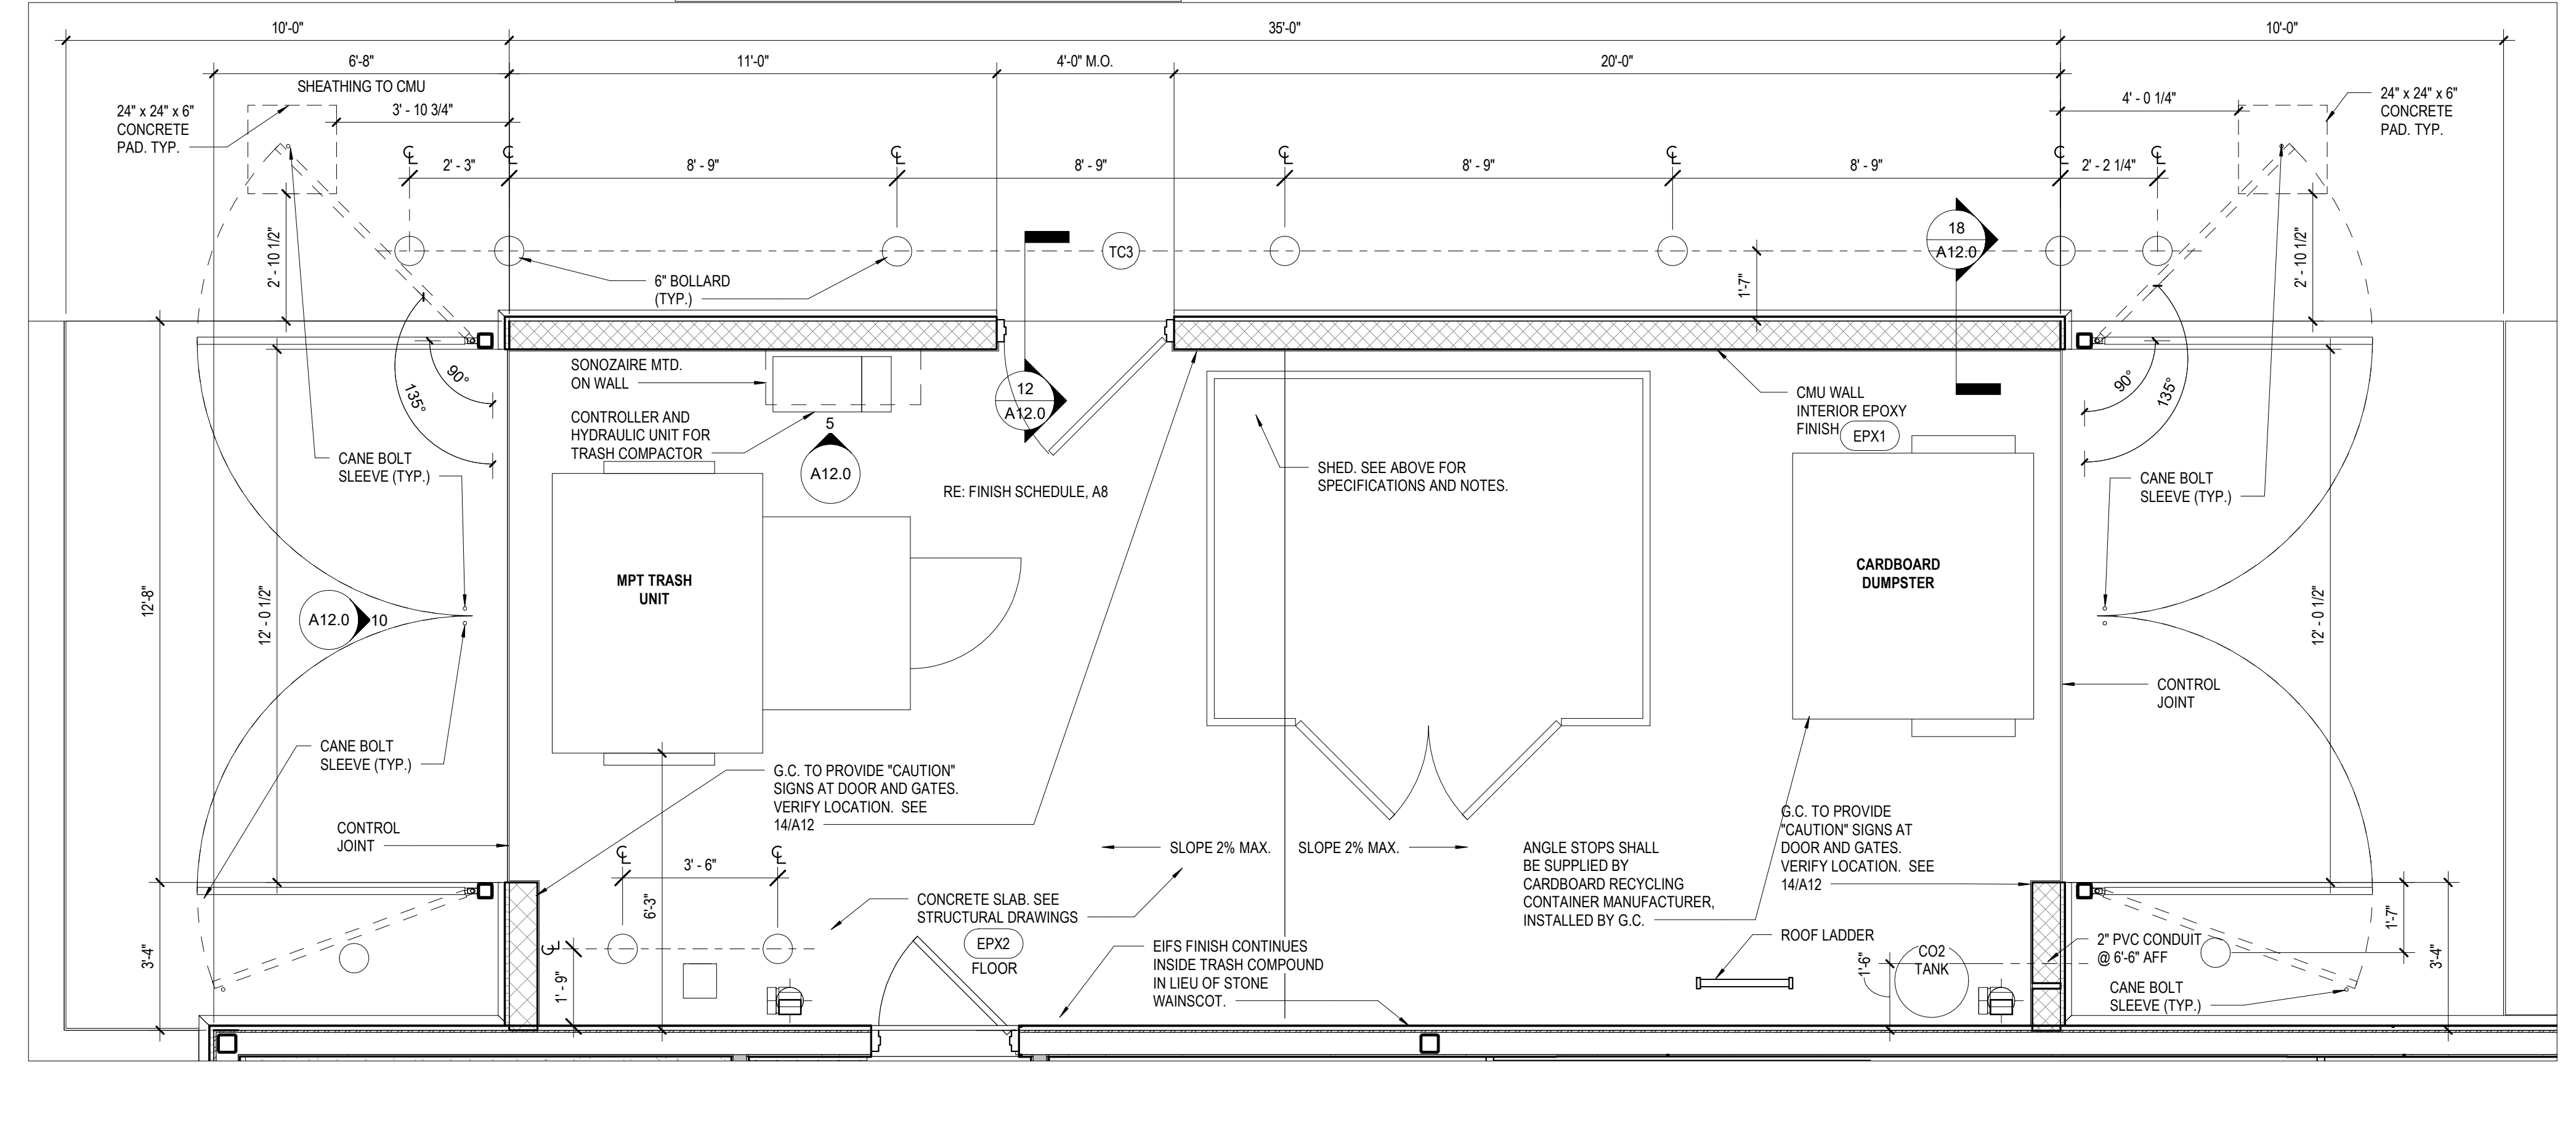 10'-0"
35'-0"
10'-0"
6'-8"
11'-0"
4'-0" M.O.
20'-0"
SHEATHING TO CMU
24" x 24" x 6"
CONCRETE
PAD. TYP.
3' - 10 3/4"
4' - 0 1/4"
24" x 24" x 6"
CONCRETE
PAD. TYP.
CL
CL
CL
CL
CL
CL
CL
2' - 3"
8' - 9"
8' - 9"
8' - 9"
8' - 9"
2' - 2 1/4"
2' - 10 1/2"
6" BOLLARD
(TYP.)
TC3
18
A12.0
1'-7"
2' - 10 1/2"
SONOZAIRE MTD.
ON WALL
CONTROLLER AND
HYDRAULIC UNIT FOR
TRASH COMPACTOR
5
A12.0
12
A12.0
RE: FINISH SCHEDULE, A8
90°
135°
CMU WALL
INTERIOR EPOXY
FINISH
EPX1
90°
135°
CANE BOLT
SLEEVE (TYP.)
SHED. SEE ABOVE FOR
SPECIFICATIONS AND NOTES.
CANE BOLT
SLEEVE (TYP.)
MPT TRASH
UNIT
CARDBOARD
DUMPSTER
12'-8"
12' - 0 1/2"
A12.0
10
12' - 0 1/2"
CONTROL
JOINT
CANE BOLT
SLEEVE (TYP.)
G.C. TO PROVIDE "CAUTION"
SIGNS AT DOOR AND GATES.
VERIFY LOCATION. SEE
14/A12
CONTROL
JOINT
G.C. TO PROVIDE
"CAUTION" SIGNS AT
DOOR AND GATES.
VERIFY LOCATION. SEE
14/A12
SLOPE 2% MAX.
SLOPE 2% MAX.
ANGLE STOPS SHALL
BE SUPPLIED BY
CARDBOARD RECYCLING
CONTAINER MANUFACTURER,
INSTALLED BY G.C.
CL
CL
3' - 6"
6'-3"
CONCRETE SLAB. SEE
STRUCTURAL DRAWINGS
EPX2
FLOOR
EIFS FINISH CONTINUES
INSIDE TRASH COMPOUND
IN LIEU OF STONE
WAINSCOT.
ROOF LADDER
CO2
TANK
1'-6"
2" PVC CONDUIT
@ 6'-6" AFF
CANE BOLT
SLEEVE (TYP.)
1'-7"
3'-4"
3'-4"
CL
1' - 9"